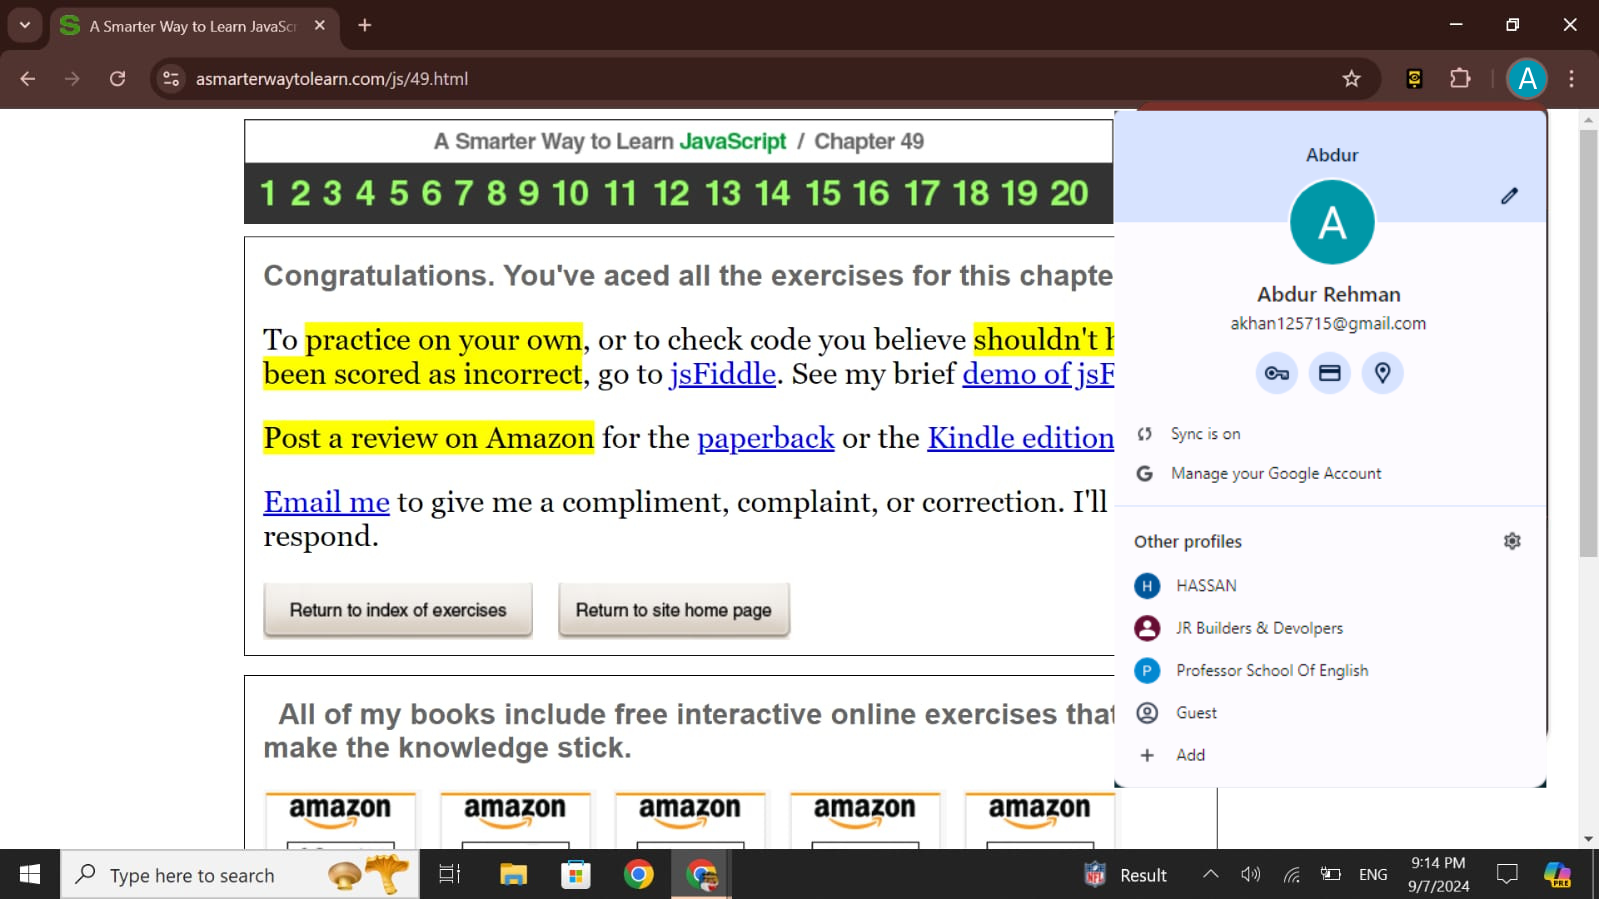 A Smarter Way to Learn JavaScr
asmarterwaytolearn.com/js/49.html
A
A Smarter Way to Learn JavaScript / Chapter 49
1 2 3 4 5 6 7 8 9 10 11 12 13 14 15 16 17 18 19 20
Congratulations. You've aced all the exercises for this chapte
To practice on your own, or to check code you believe shouldn't h
been scored as incorrect, go to jsFiddle. See my brief demo of jsF
Post a review on Amazon for the paperback or the Kindle edition
Email me to give me a compliment, complaint, or correction. I'll
respond.
Return to index of exercises
Return to site home page
All of my books include free interactive online exercises that
make the knowledge stick.
amazon
amazon
amazon
amazon
amazon
Abdur
A
Abdur Rehman
akhan125715@gmail.com
Sync is on
G
Manage your Google Account
Other profiles
H
HASSAN
JR Builders & Devolpers
P
Professor School Of English
Guest
Add
Type here to search
NFL
Result
ENG
9:14 PM
9/7/2024
PRE